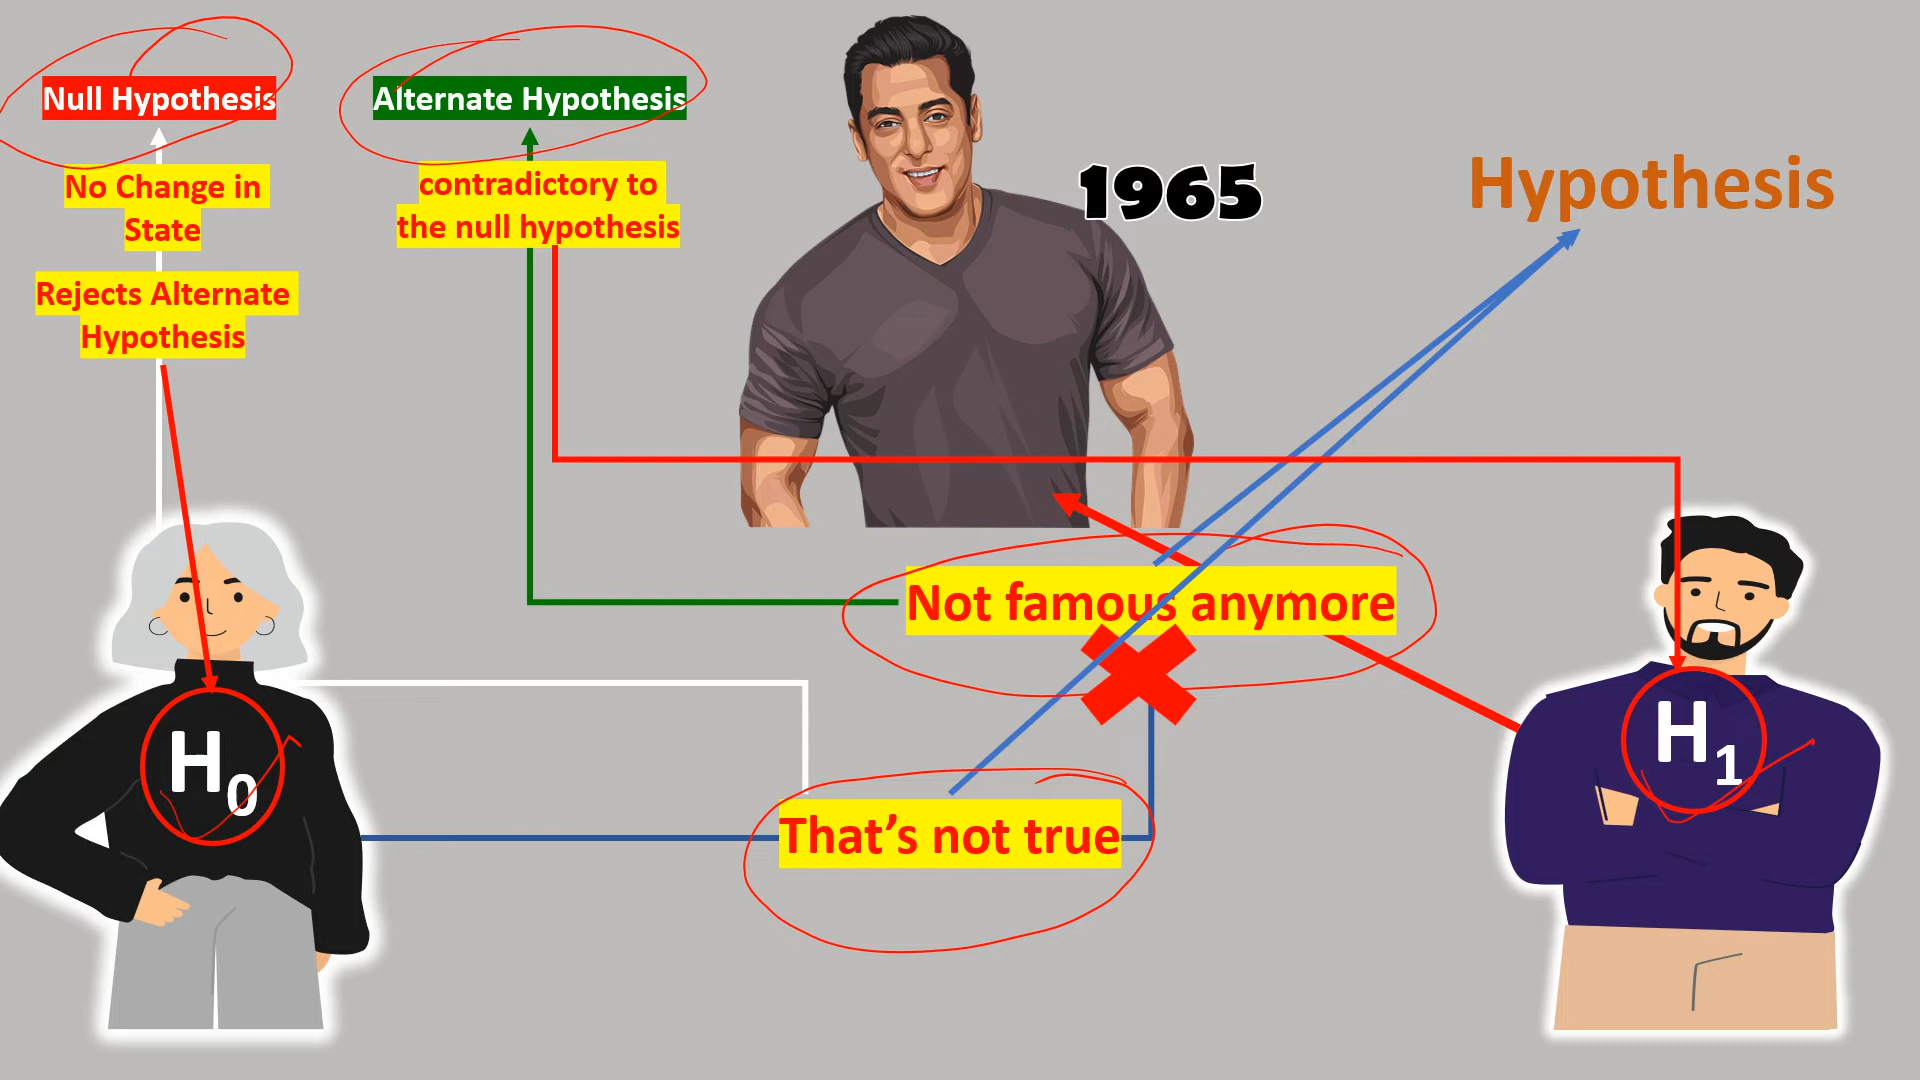 Null Hypothesis
No Change in
State
Rejects Alternate
Hypothesis
Alternate Hypothesis
contradictory to
the null hypothesis
1965
Hypothesis
Not famous anymore
That's not true
H0
H1